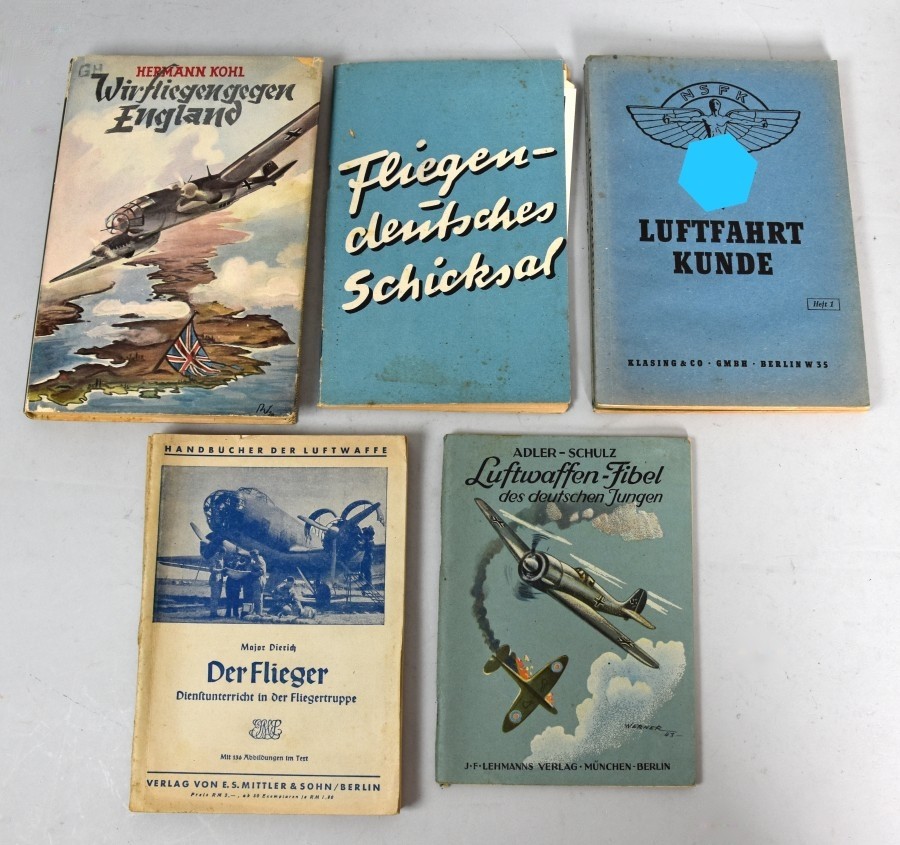 GH
HERMANN KOHL
Wir fliegen gegen
England
Fliegen-
deutsches
Schicksal
NSFK
LUFTFAHRT
KUNDE
Heft 1
KLASING & CO · GMBH · BERLIN W 35
HANDBÜCHER DER LUFTWAFFE
Major Dierich
Der Flieger
Dienstunterricht in der Fliegertruppe
Mit 136 Abbildungen im Text
VERLAG VON E. S. MITTLER & SOHN / BERLIN
ADLER – SCHULZ
Luftwaffen-Fibel
des deutschen Jungen
WERNER
43
J · F · LEHMANNS VERLAG · MÜNCHEN – BERLIN